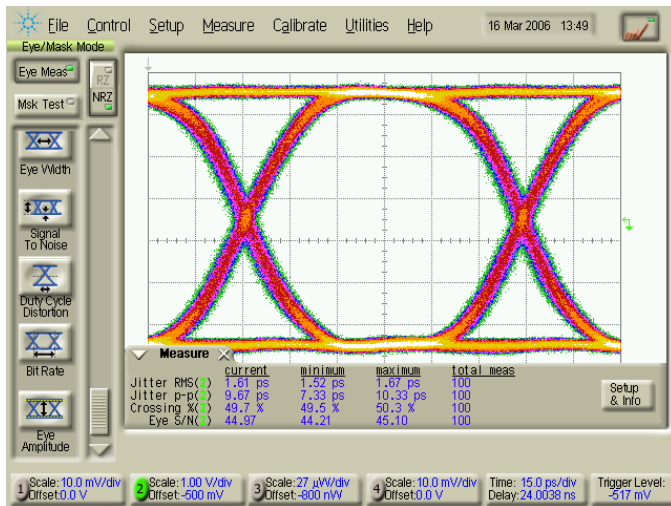 File Control Setup Measure Calibrate Utilities Help 16 Mar 2006 13:49
Eye/Mask Mode
Eye Meas
RZ
Msk Test
NRZ
Eye Width
Signal
To Noise
Duty Cycle
Distortion
Bit Rate
Eye
Amplitude
Measure
current minimum maximum total meas
Jitter RMS(2) 1.61 ps 1.52 ps 1.67 ps 100
Jitter p-p(2) 9.67 ps 7.33 ps 10.33 ps 100
Crossing %(2) 49.7 % 49.5 % 50.3 % 100
Eye S/N(2) 44.97 44.21 45.10 100
Setup
& Info
1 Scale: 10.0 mV/div
Offset:0.0 V
2 Scale: 1.00 V/div
Offset:-500 mV
3 Scale:27 µW/div
Offset:-800 nW
4 Scale: 10.0 mV/div
Offset:0.0 V
Time: 15.0 ps/div
Delay:24.0038 ns
Trigger Level:
-517 mV